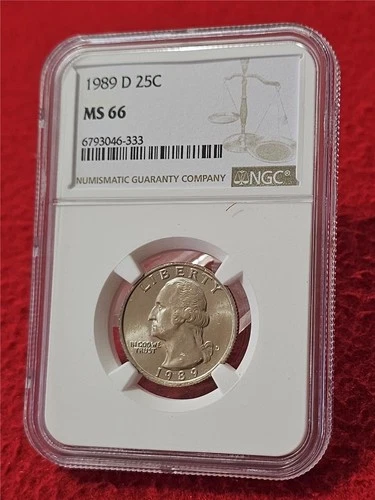 1989 D 25C
MS 66
6793046-333
NUMISMATIC GUARANTY COMPANY NGC®
LIBERTY
IN GOD WE
TRUST
D
1989